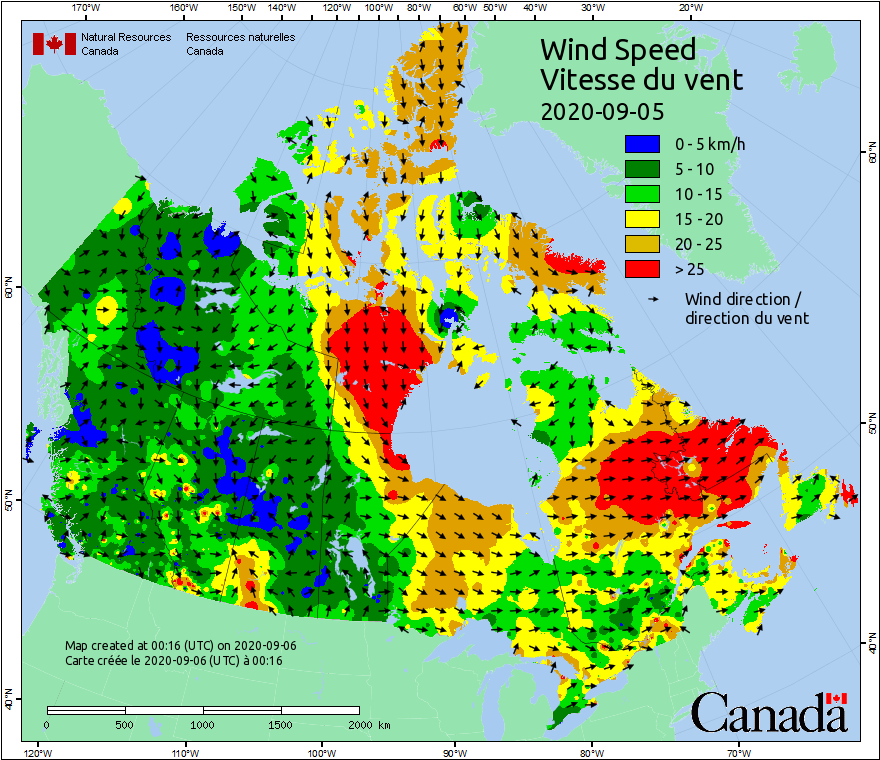 170°W 160°W 150°W 140°W 130°W 120°W 110°W 100°W 90°W 80°W 70°W 60°W 50°W 40°W 30°W 20°W
Natural Resources Canada
Ressources naturelles Canada
Wind Speed
Vitesse du vent
2020-09-05
0 - 5 km/h
5 - 10
10 - 15
15 - 20
20 - 25
> 25
Wind direction /
direction du vent
60°N
50°N
40°N
60°N
50°N
40°N
Map created at 00:16 (UTC) on 2020-09-06
Carte créée le 2020-09-06 (UTC) à 00:16
0 500 1000 1500 2000 km
Canada
120°W 110°W 100°W 90°W 80°W 70°W